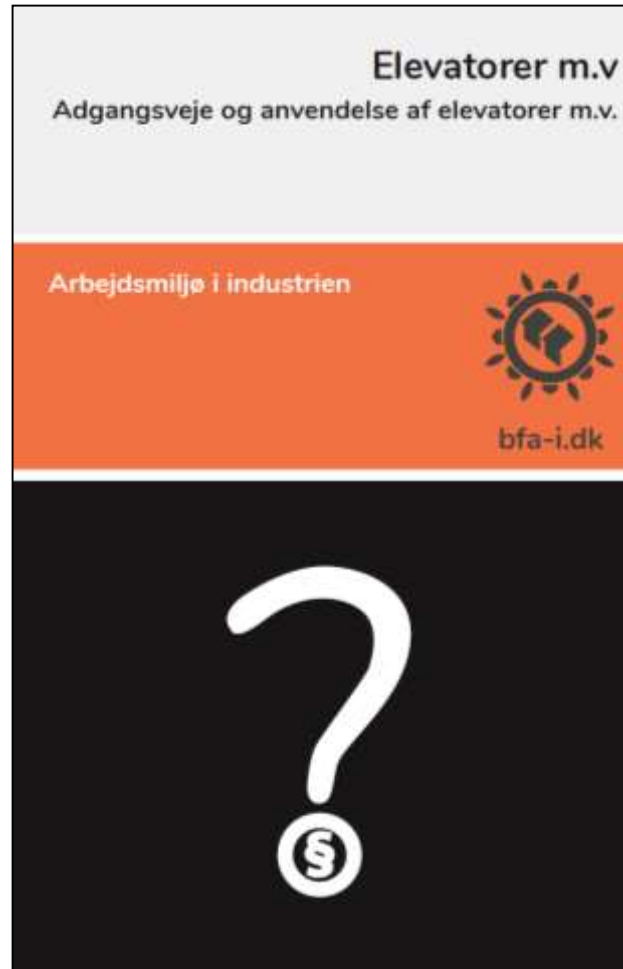 Elevatorer m.v
Adgangsveje og anvendelse af elevatorer m.v.
Arbejdsmiljø i industrien
bfa-i.dk
§